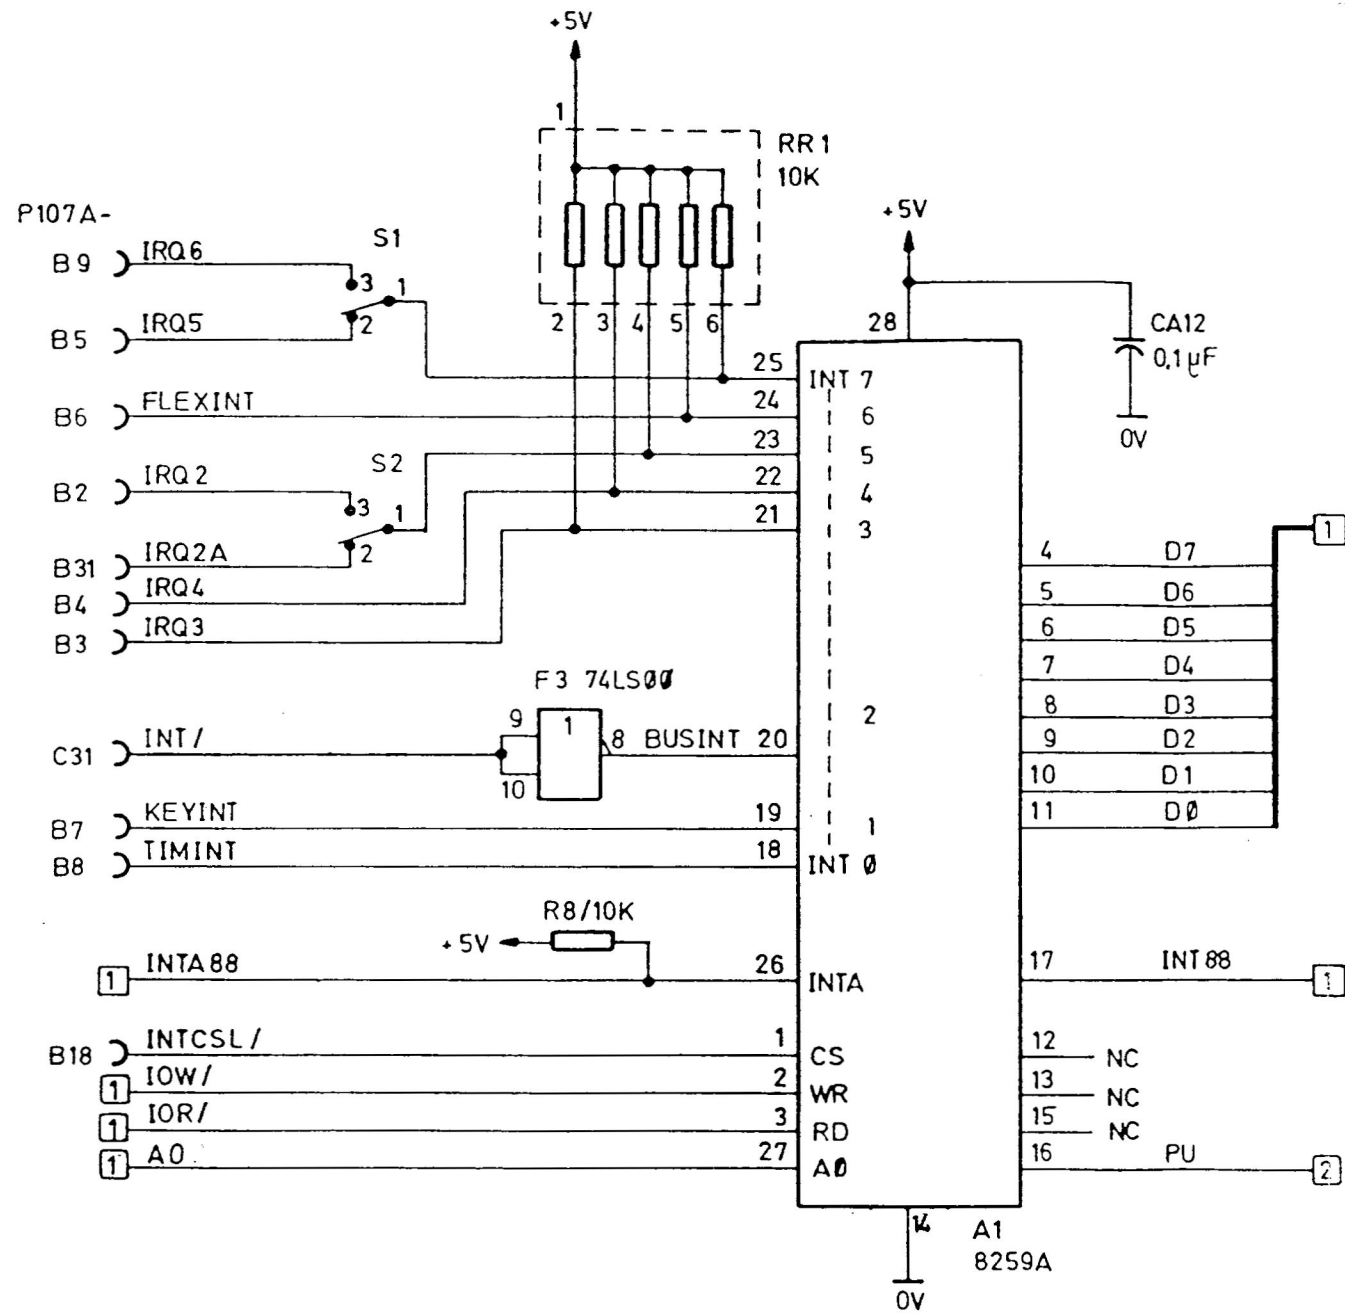 +5V
1
RR1
10K
P107A-
+5V
B9 IRQ6
S1
3
1
2
B5 IRQ5
2 3 4 5 6
28
CA12
0,1µF
0V
25 INT 7
B6 FLEXINT 24 6
23 5
B2 IRQ2
S2
3
1
2
22 4
21 3
B31 IRQ2A
B4 IRQ4
B3 IRQ3
4 D7
1
5 D6
6 D5
7 D4
8 D3
9 D2
10 D1
11 DØ
F3 74LSØØ
2
C31 INT/
9
10
1
8 BUSINT 20
B7 KEYINT 19 1
B8 TIMINT 18 INT Ø
R8/10K
+5V
1 INTA88 26 INTA
17 INT88 1
B18 INTCSL/ 1 CS
12 NC
1 IOW/ 2 WR
13 NC
1 IOR/ 3 RD
15 NC
1 A0 27 AØ
16 PU 2
14
A1
8259A
0V